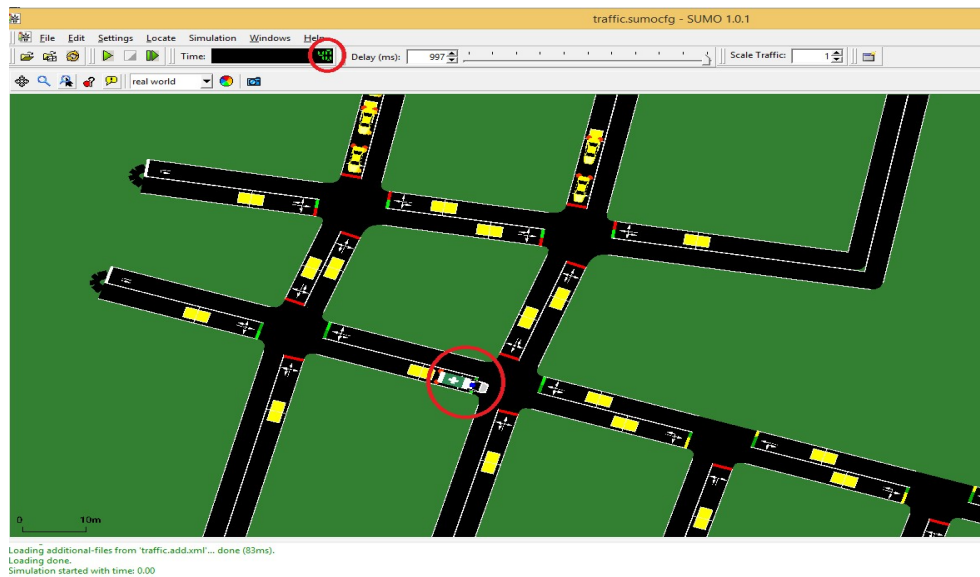 traffic.sumocfg - SUMO 1.0.1
File Edit Settings Locate Simulation Windows Help
Time: 40 Delay (ms): 997 Scale Traffic: 1
real world
0 10m
Loading additional-files from 'traffic.add.xml'... done (83ms).
Loading done.
Simulation started with time: 0.00